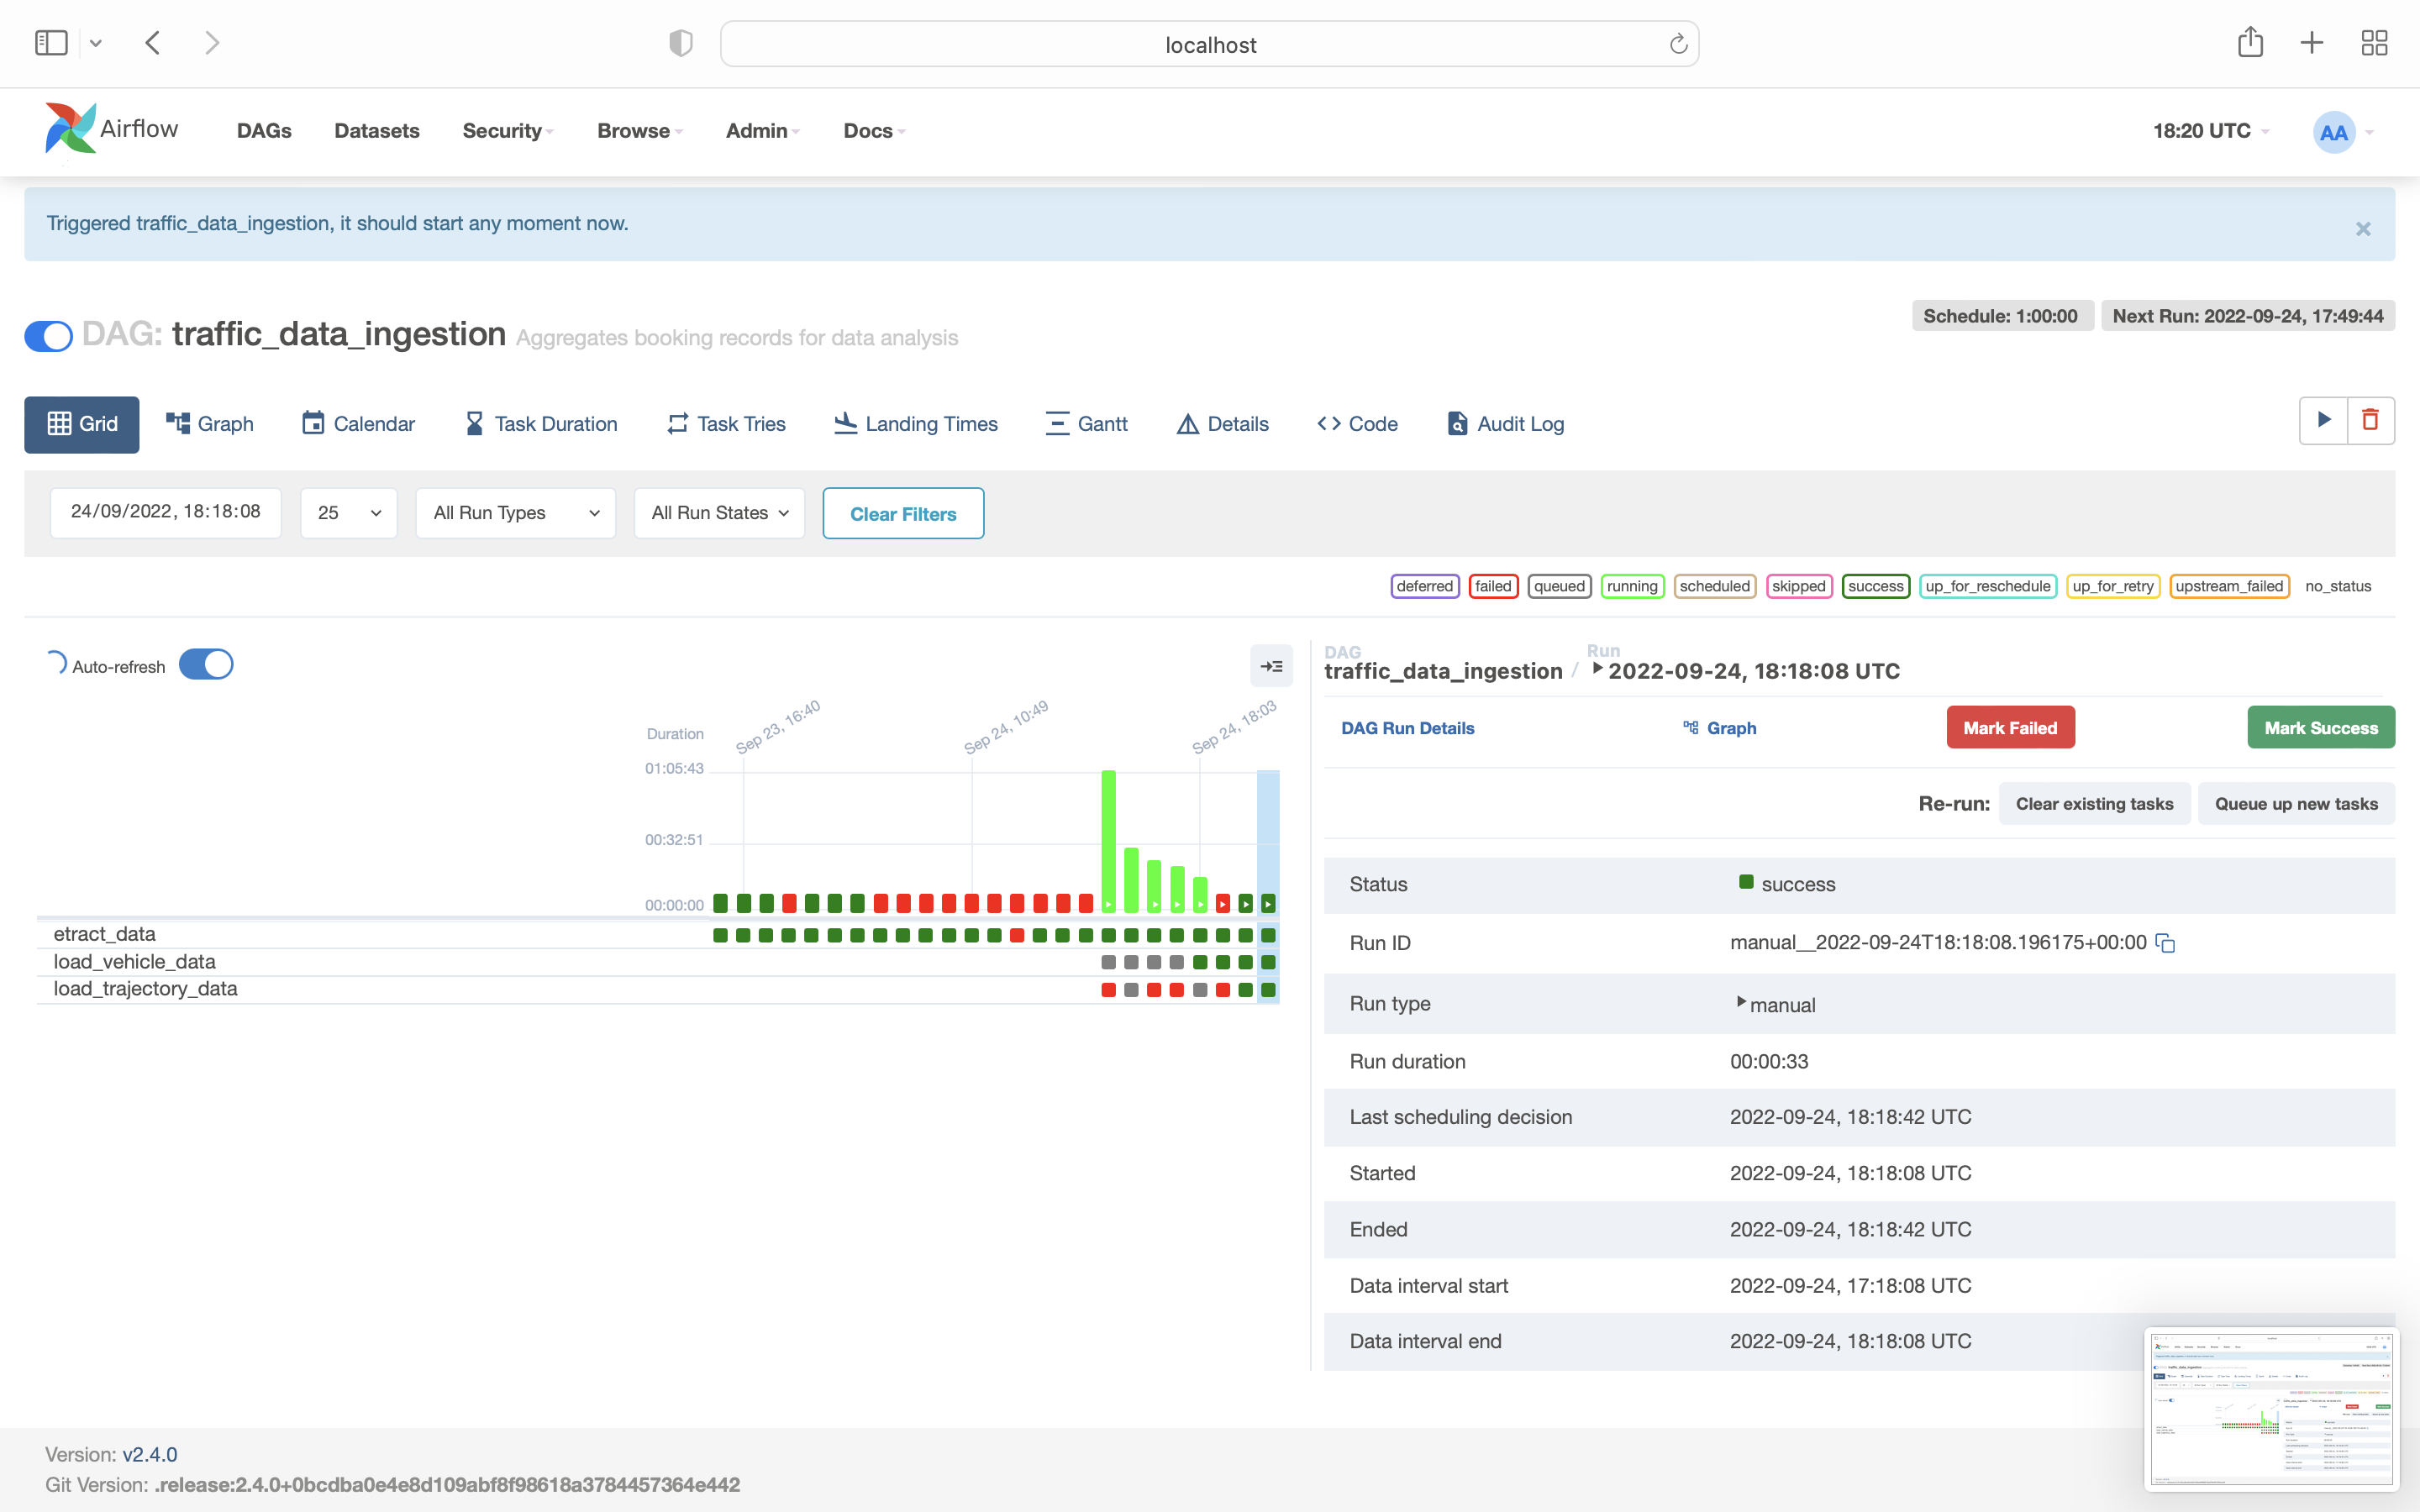 localhost
Airflow DAGs Datasets Security Browse Admin Docs 18:20 UTC AA
Triggered traffic_data_ingestion, it should start any moment now. ×
DAG: traffic_data_ingestion Aggregates booking records for data analysis
Schedule: 1:00:00 Next Run: 2022-09-24, 17:49:44
Grid Graph Calendar Task Duration Task Tries Landing Times Gantt Details Code Audit Log
24/09/2022, 18:18:08 25 All Run Types All Run States Clear Filters
deferred failed queued running scheduled skipped success up_for_reschedule up_for_retry upstream_failed no_status
Auto-refresh
Duration
Sep 23, 16:40
Sep 24, 10:49
Sep 24, 18:03
01:05:43
00:32:51
00:00:00
etract_data
load_vehicle_data
load_trajectory_data
DAG Run
traffic_data_ingestion / 2022-09-24, 18:18:08 UTC
DAG Run Details Graph Mark Failed Mark Success
Re-run: Clear existing tasks Queue up new tasks
Status success
Run ID manual__2022-09-24T18:18:08.196175+00:00
Run type manual
Run duration 00:00:33
Last scheduling decision 2022-09-24, 18:18:42 UTC
Started 2022-09-24, 18:18:08 UTC
Ended 2022-09-24, 18:18:42 UTC
Data interval start 2022-09-24, 17:18:08 UTC
Data interval end 2022-09-24, 18:18:08 UTC
Version: v2.4.0
Git Version: .release:2.4.0+0bcdba0e4e8d109abf8f98618a3784457364e442